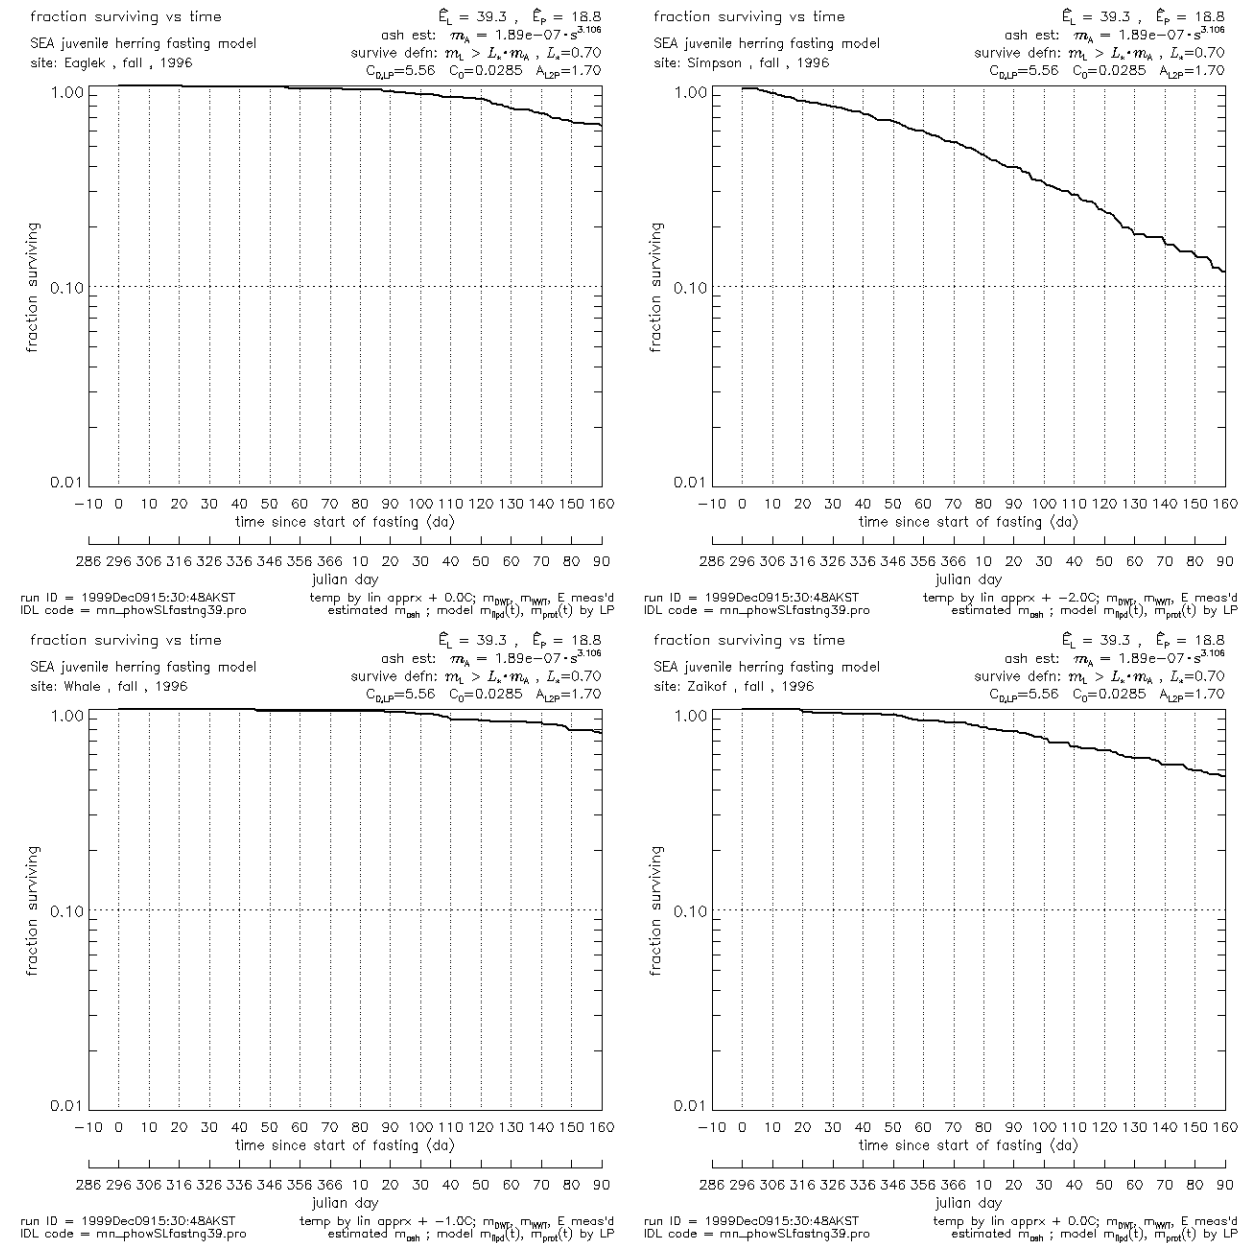 fraction surviving vs time
Ê_L = 39.3 , Ê_P = 18.8
ash est: m_A = 1.89e−07·s^3.106
SEA juvenile herring fasting model
survive defn: m_L > L_*·m_A , L_*=0.70
site: Eaglek , fall , 1996
C_D,LP=5.56 C_0=0.0285 A_L2P=1.70
1.00
0.10
0.01
fraction surviving
−10 0 10 20 30 40 50 60 70 80 90 100 110 120 130 140 150 160
time since start of fasting (da)
286 296 306 316 326 336 346 356 366 10 20 30 40 50 60 70 80 90
julian day
run ID = 1999Dec0915:30:48AKST
temp by lin apprx + 0.0C; m_DWT, m_WWT, E meas'd
IDL code = mn_phowSLfastng39.pro
estimated m_ash ; model m_lipd(t), m_prot(t) by LP
fraction surviving vs time
Ê_L = 39.3 , Ê_P = 18.8
ash est: m_A = 1.89e−07·s^3.106
SEA juvenile herring fasting model
survive defn: m_L > L_*·m_A , L_*=0.70
site: Simpson , fall , 1996
C_D,LP=5.56 C_0=0.0285 A_L2P=1.70
1.00
0.10
0.01
fraction surviving
−10 0 10 20 30 40 50 60 70 80 90 100 110 120 130 140 150 160
time since start of fasting (da)
286 296 306 316 326 336 346 356 366 10 20 30 40 50 60 70 80 90
julian day
run ID = 1999Dec0915:30:48AKST
temp by lin apprx + −2.0C; m_DWT, m_WWT, E meas'd
IDL code = mn_phowSLfastng39.pro
estimated m_ash ; model m_lipd(t), m_prot(t) by LP
fraction surviving vs time
Ê_L = 39.3 , Ê_P = 18.8
ash est: m_A = 1.89e−07·s^3.106
SEA juvenile herring fasting model
survive defn: m_L > L_*·m_A , L_*=0.70
site: Whale , fall , 1996
C_D,LP=5.56 C_0=0.0285 A_L2P=1.70
1.00
0.10
0.01
fraction surviving
−10 0 10 20 30 40 50 60 70 80 90 100 110 120 130 140 150 160
time since start of fasting (da)
286 296 306 316 326 336 346 356 366 10 20 30 40 50 60 70 80 90
julian day
run ID = 1999Dec0915:30:48AKST
temp by lin apprx + −1.0C; m_DWT, m_WWT, E meas'd
IDL code = mn_phowSLfastng39.pro
estimated m_ash ; model m_lipd(t), m_prot(t) by LP
fraction surviving vs time
Ê_L = 39.3 , Ê_P = 18.8
ash est: m_A = 1.89e−07·s^3.106
SEA juvenile herring fasting model
survive defn: m_L > L_*·m_A , L_*=0.70
site: Zaikof , fall , 1996
C_D,LP=5.56 C_0=0.0285 A_L2P=1.70
1.00
0.10
0.01
fraction surviving
−10 0 10 20 30 40 50 60 70 80 90 100 110 120 130 140 150 160
time since start of fasting (da)
286 296 306 316 326 336 346 356 366 10 20 30 40 50 60 70 80 90
julian day
run ID = 1999Dec0915:30:48AKST
temp by lin apprx + 0.0C; m_DWT, m_WWT, E meas'd
IDL code = mn_phowSLfastng39.pro
estimated m_ash ; model m_lipd(t), m_prot(t) by LP